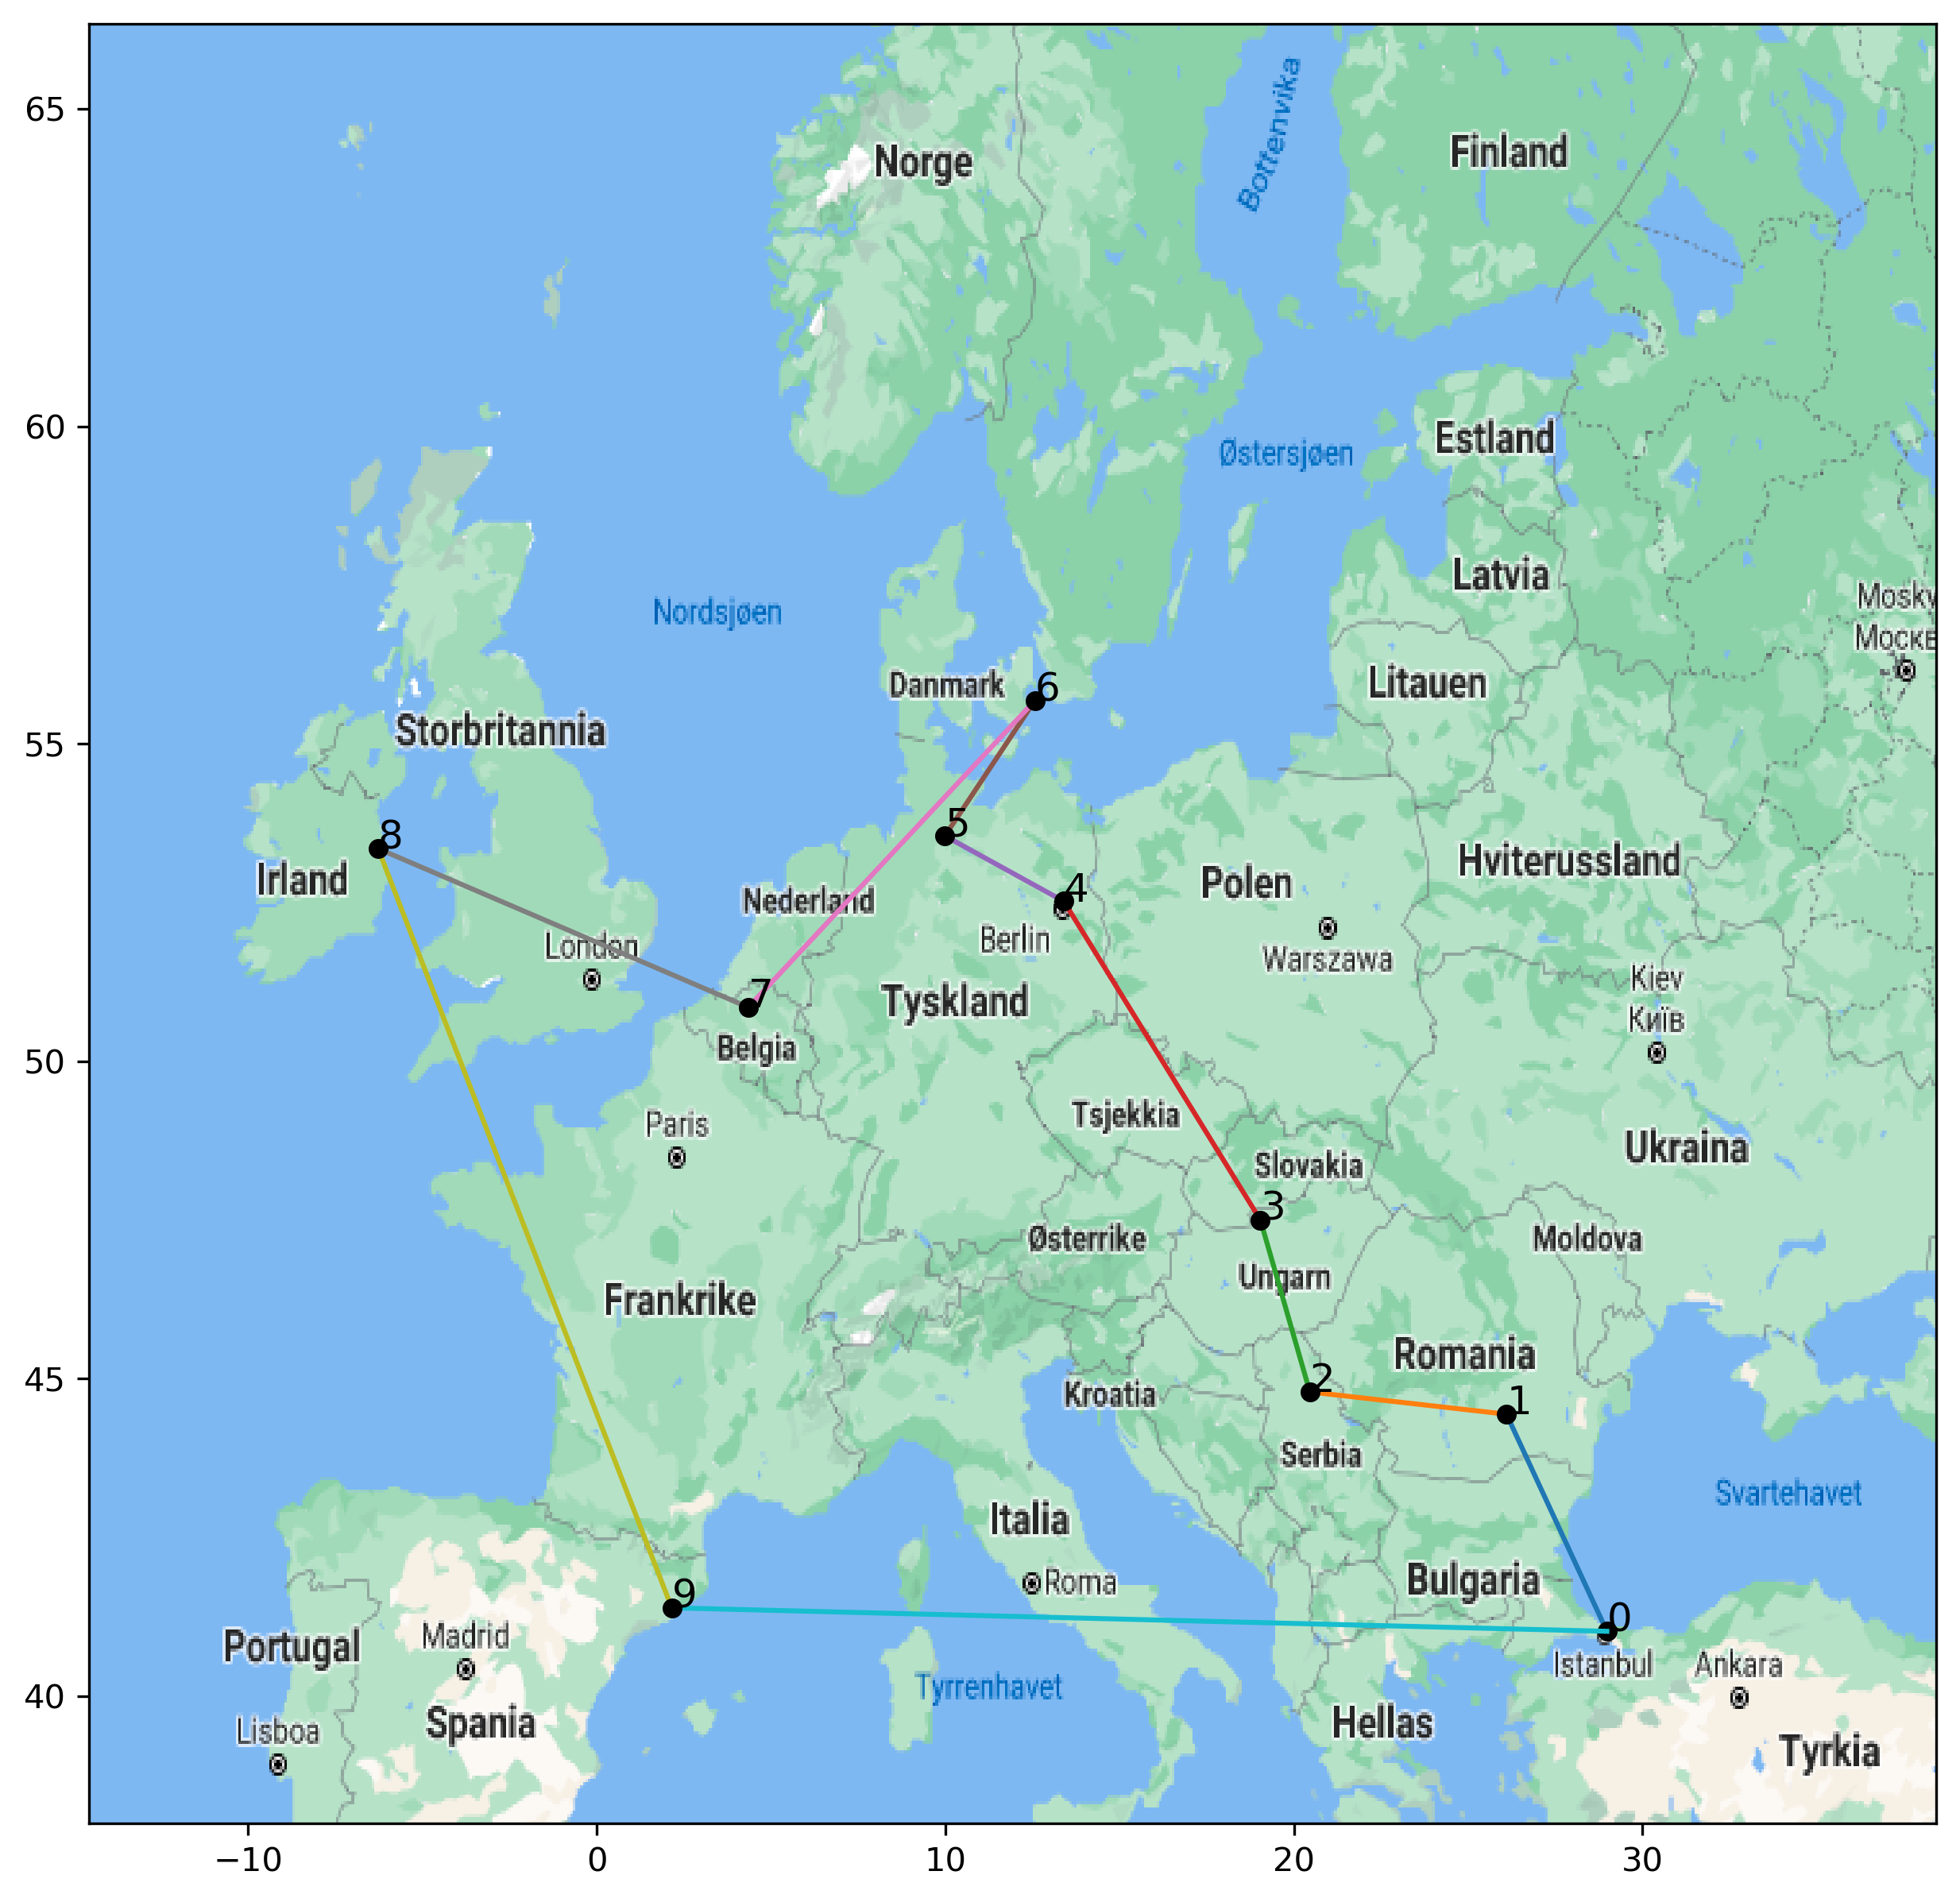 65
60
55
50
45
40
−10
0
10
20
30
Norge
Bottenvika
Finland
Estland
Østersjøen
Latvia
Nordsjøen
Moskv
Москв
Litauen
Danmark
6
Storbritannia
5
8
Hviterussland
Irland
Nederland
4
Polen
Berlin
London
Warszawa
Kiev
Київ
7
Tyskland
Belgia
Paris
Tsjekkia
Slovakia
Ukraina
3
Østerrike
Moldova
Ungarn
Frankrike
Romania
2
1
Kroatia
Serbia
Svartehavet
Italia
Roma
Bulgaria
9
0
Portugal
Madrid
Istanbul
Ankara
Tyrrenhavet
Spania
Lisboa
Hellas
Tyrkia